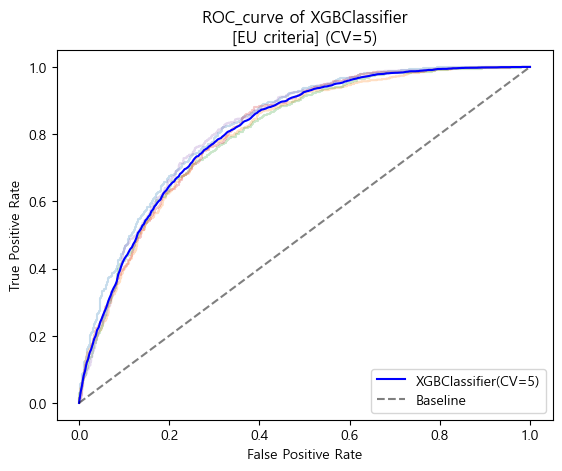 ROC_curve of XGBClassifier
[EU criteria] (CV=5)
1.0
0.8
0.6
0.4
0.2
0.0
True Positive Rate
XGBClassifier(CV=5)
Baseline
0.0 0.2 0.4 0.6 0.8 1.0
False Positive Rate